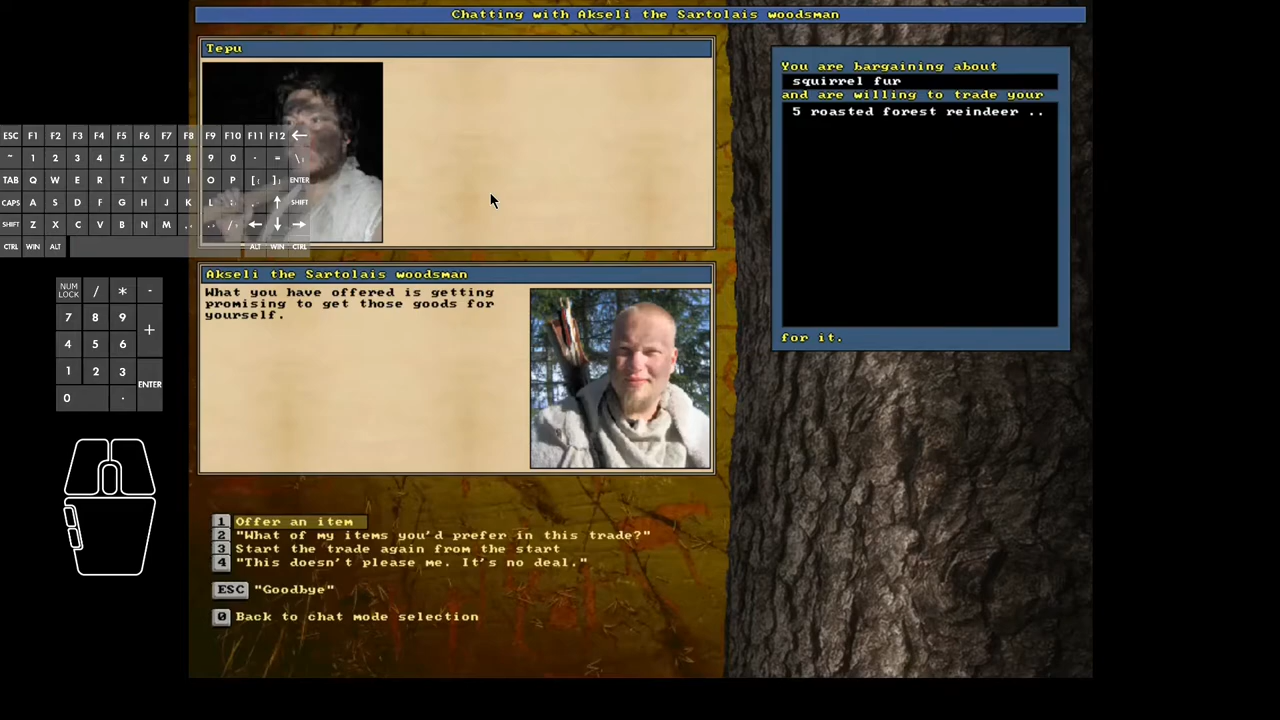 Chatting with Akseli the Sartolais woodsman
Tepu
You are bargaining about
squirrel fur
and are willing to trade your
5 roasted forest reindeer ..
for it.
ESC F1 F2 F3 F4 F5 F6 F7 F8 F9 F10 F11 F12
~ 1 2 3 4 5 6 7 8 9 0 - = \
TAB Q W E R T Y U I O P [{ ]} ENTER
CAPS A S D F G H J K L SHIFT
SHIFT Z X C V B N M
CTRL WIN ALT ALT WIN CTRL
NUM LOCK / * -
7 8 9 +
4 5 6
1 2 3 ENTER
0 .
Akseli the Sartolais woodsman
What you have offered is getting
promising to get those goods for
yourself.
1 Offer an item
2 "What of my items you'd prefer in this trade?"
3 Start the trade again from the start
4 "This doesn't please me. It's no deal."
ESC "Goodbye"
0 Back to chat mode selection